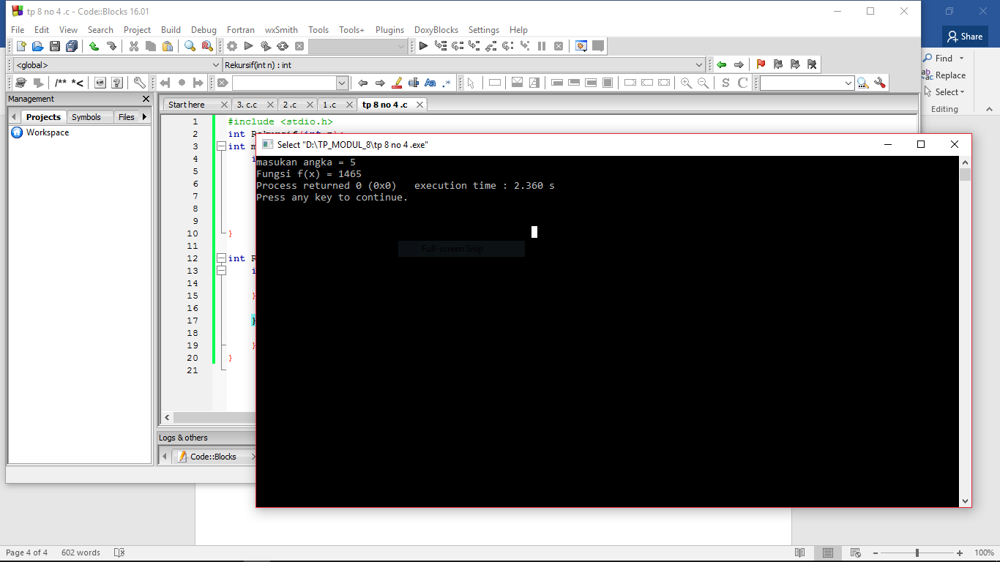 tp 8 no 4 .c - Code::Blocks 16.01
File Edit View Search Project Build Debug Fortran wxSmith Tools Tools+ Plugins DoxyBlocks Settings Help
Share
<global>
Rekursif(int n) : int
Find
Replace
Select
Editing
/** *<
Aa .*
S C
Management
Projects Symbols Files
Workspace
Start here 3. c.c 2 .c 1 .c tp 8 no 4 .c
1 #include <stdio.h>
2 int Rekursif(int n);
3 int m
4 i
5
6
7
8
9
10 }
11
12 int R
13 i
14
15 }
16
17 }
18
19 }
20 }
21
Select "D:\TP_MODUL_8\tp 8 no 4 .exe"
masukan angka = 5
Fungsi f(x) = 1465
Process returned 0 (0x0)   execution time : 2.360 s
Press any key to continue.
Full-screen Snip
Logs & others
Code::Blocks
Page 4 of 4 602 words
100%